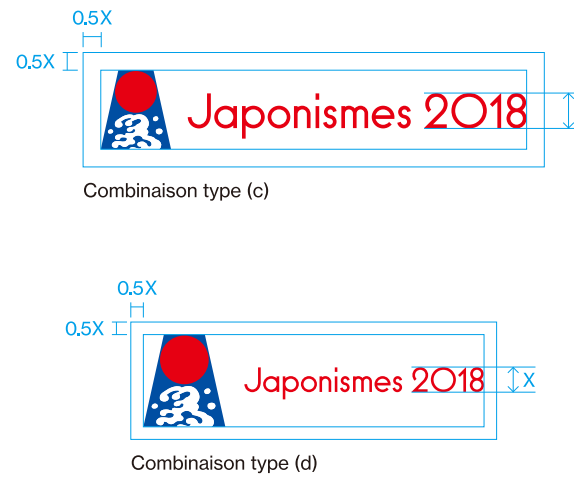 0.5X
0.5X
Japonismes 2018
Combinaison type (c)
0.5X
0.5X
Japonismes 2018
X
Combinaison type (d)